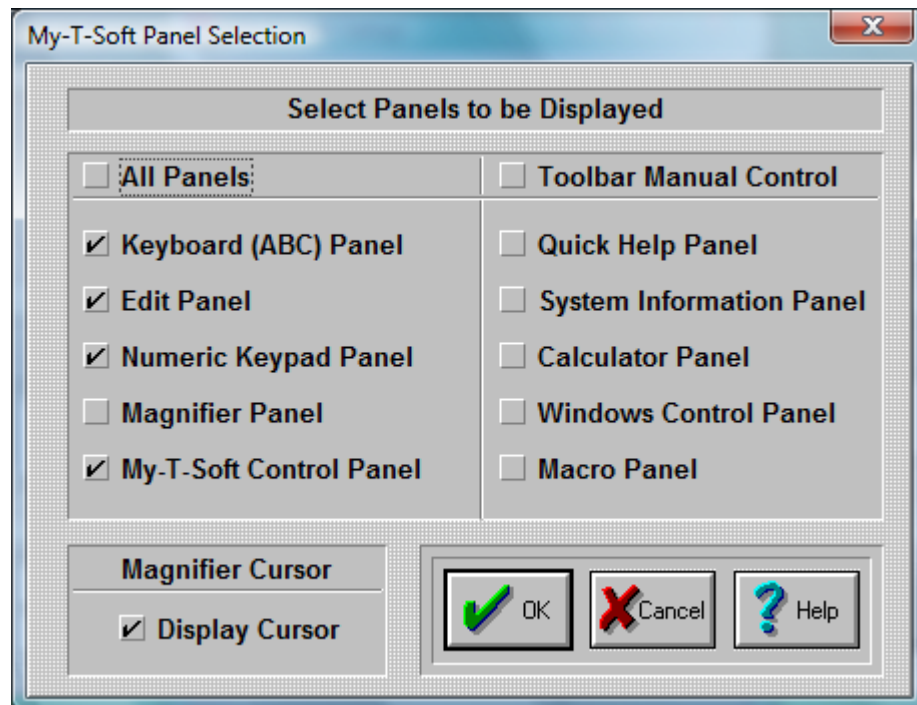 My-T-Soft Panel Selection
Select Panels to be Displayed
All Panels
Toolbar Manual Control
Keyboard (ABC) Panel
Quick Help Panel
Edit Panel
System Information Panel
Numeric Keypad Panel
Calculator Panel
Magnifier Panel
Windows Control Panel
My-T-Soft Control Panel
Macro Panel
Magnifier Cursor
Display Cursor
OK
Cancel
Help